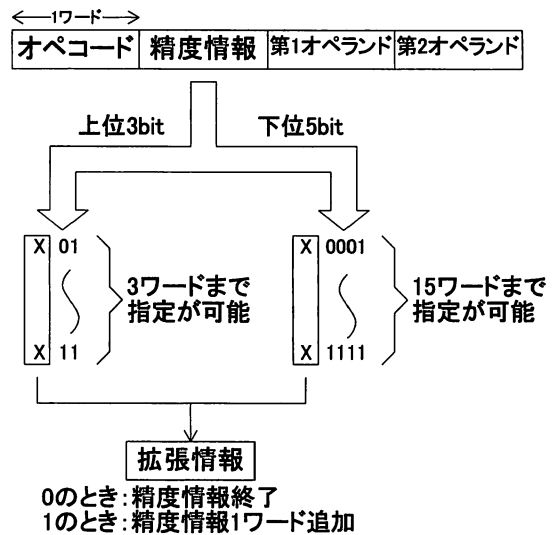 1ワード
オペコード 精度情報 第1オペランド 第2オペランド
上位3bit 下位5bit
X 01 X 0001
3ワードまで 15ワードまで
指定が可能 指定が可能
X 11 X 1111
拡張情報
0のとき:精度情報終了
1のとき:精度情報1ワード追加